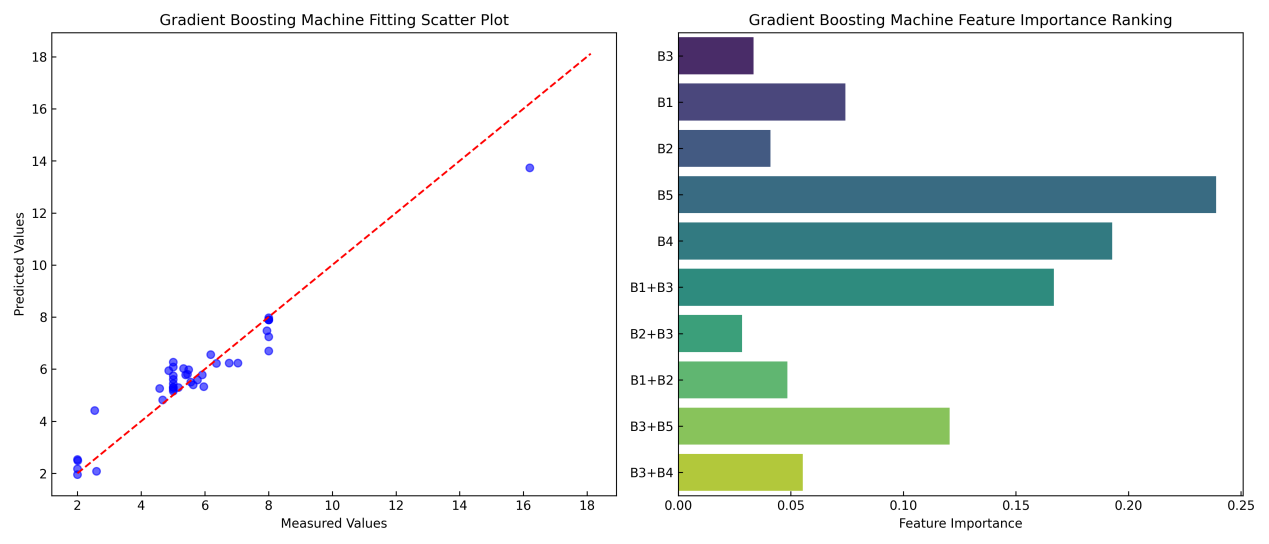 Gradient Boosting Machine Fitting Scatter Plot
18
16
14
12
10
8
6
4
2
Predicted Values
2 4 6 8 10 12 14 16 18
Measured Values
Gradient Boosting Machine Feature Importance Ranking
B3
B1
B2
B5
B4
B1+B3
B2+B3
B1+B2
B3+B5
B3+B4
0.00 0.05 0.10 0.15 0.20 0.25
Feature Importance